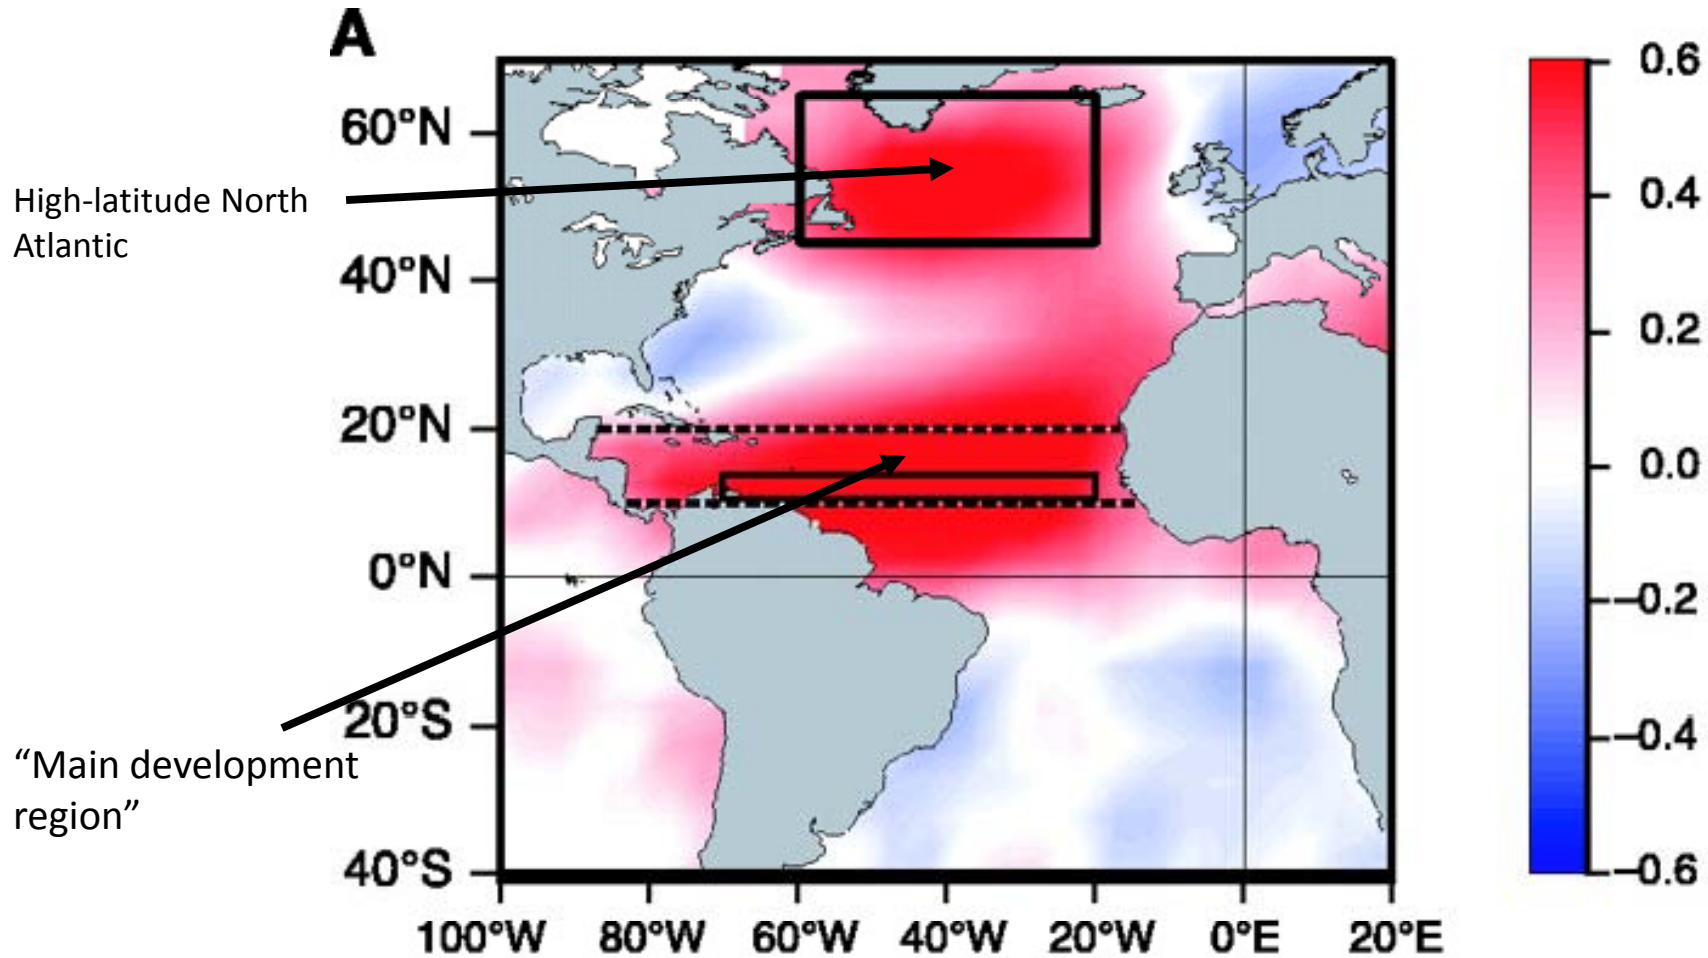 A
0.6
60°N
High-latitude North
Atlantic
0.4
40°N
0.2
20°N
0.0
0°N
−0.2
20°S
−0.4
“Main development
region”
40°S
−0.6
100°W 80°W 60°W 40°W 20°W 0°E 20°E